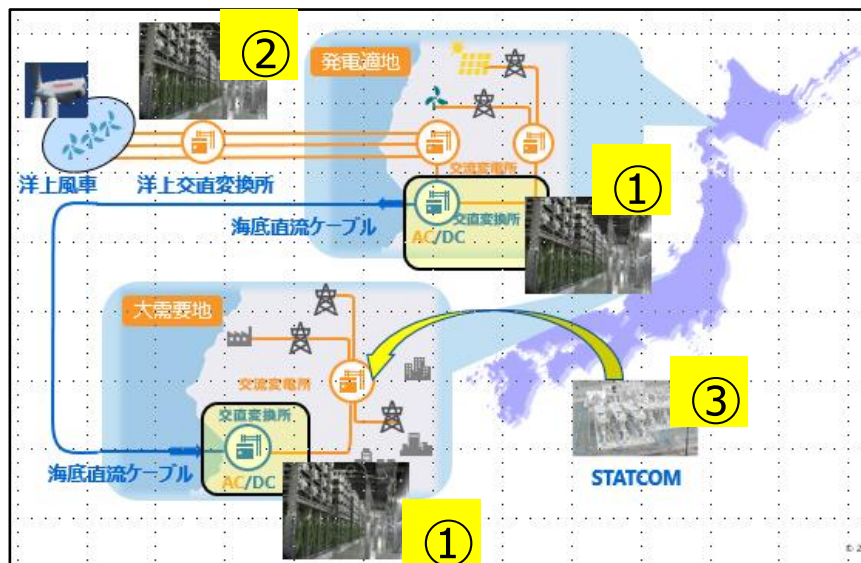 ②
発電適地
交流変電所
洋上風車
洋上交直変換所
①
海底直流ケーブル
交直変換所
AC/DC
大需要地
交流変電所
③
交直変換所
海底直流ケーブル
AC/DC
STATCOM
①
© 2